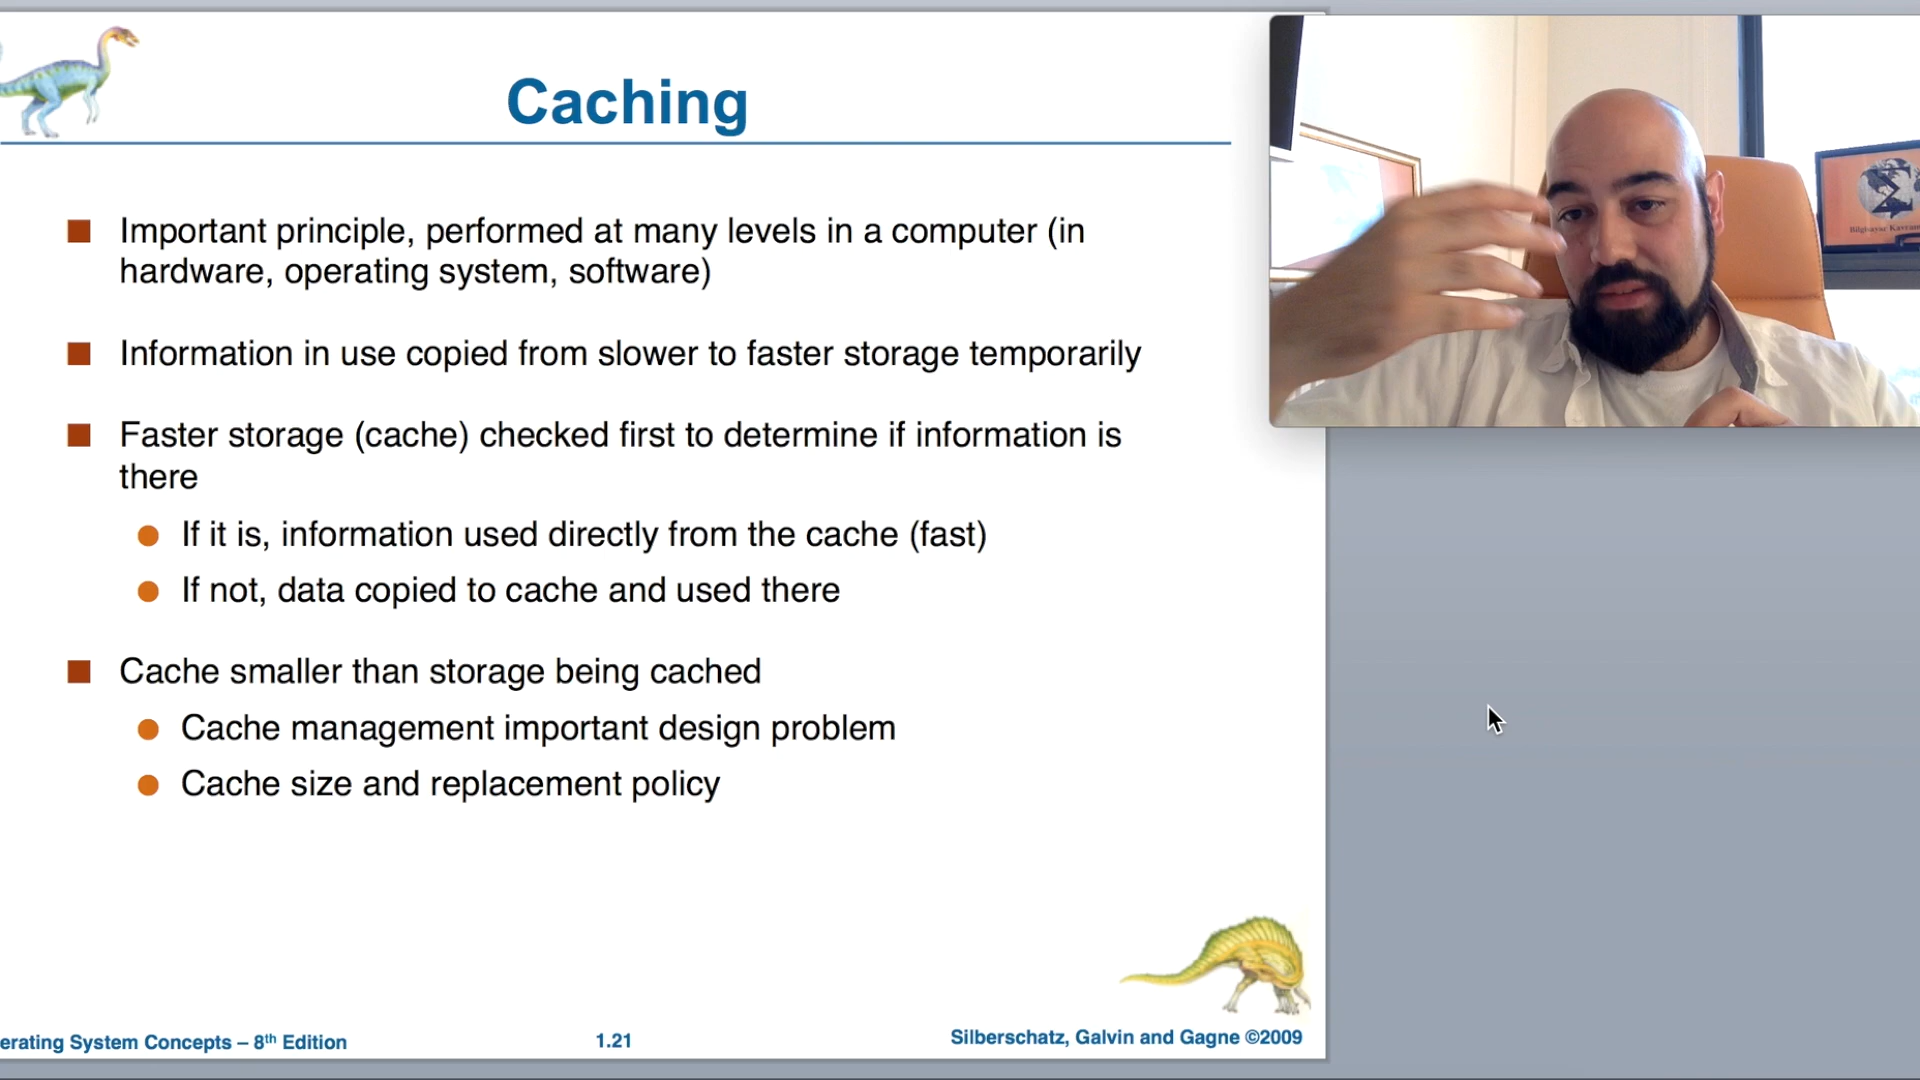 Caching
Important principle, performed at many levels in a computer (in
hardware, operating system, software)
Information in use copied from slower to faster storage temporarily
Faster storage (cache) checked first to determine if information is
there
If it is, information used directly from the cache (fast)
If not, data copied to cache and used there
Cache smaller than storage being cached
Cache management important design problem
Cache size and replacement policy
erating System Concepts – 8th Edition
1.21
Silberschatz, Galvin and Gagne ©2009
Σ
Bilgisayar Kavram